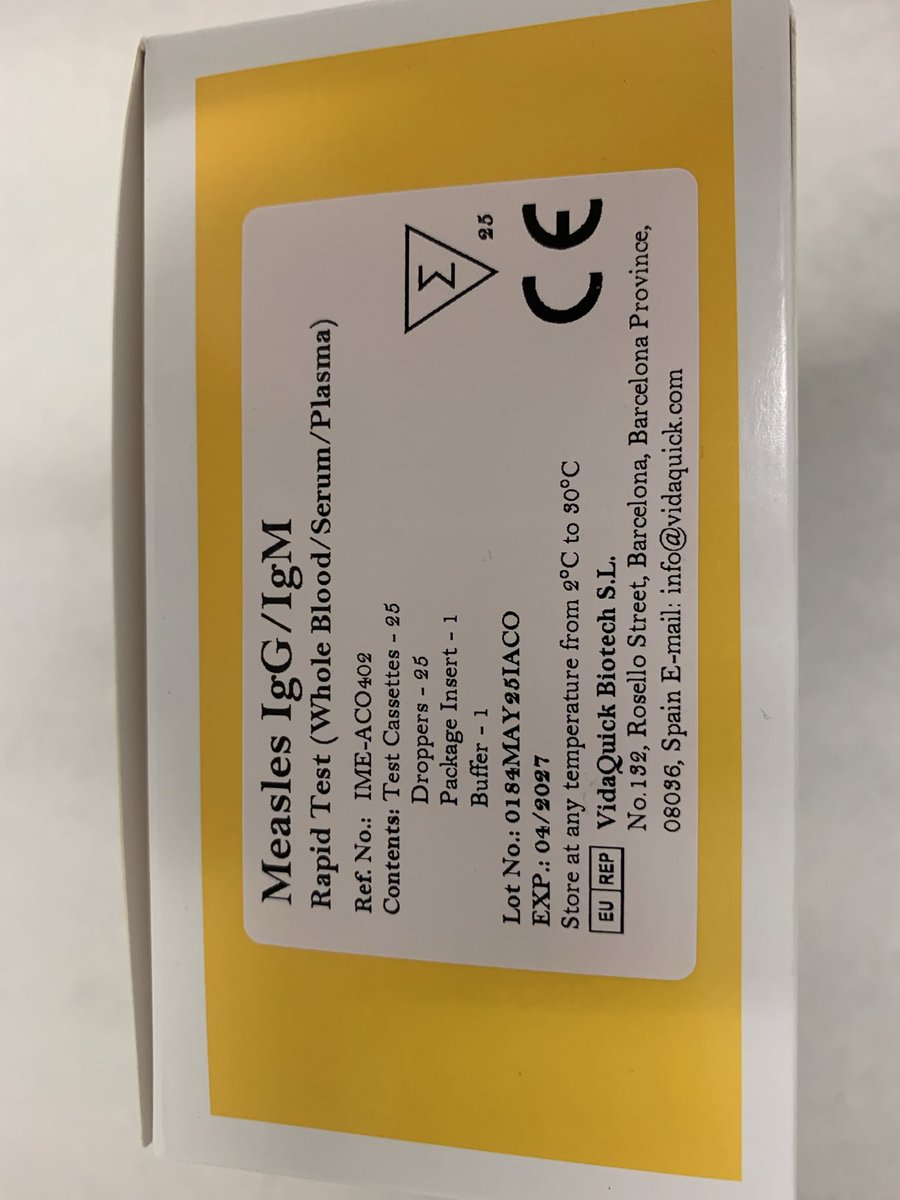 Measles IgG/IgM
Rapid Test (Whole Blood/Serum/Plasma)
Ref. No.: IME-ACO402
Contents: Test Cassettes - 25
Droppers - 25
Package Insert - 1
Buffer - 1
Σ
25
Lot No.: 0184MAY25IACO
EXP.: 04/2027
Store at any temperature from 2°C to 30°C
CE
EU REP
VidaQuick Biotech S.L.
No.132, Rosello Street, Barcelona, Barcelona Province,
08036, Spain E-mail: info@vidaquick.com